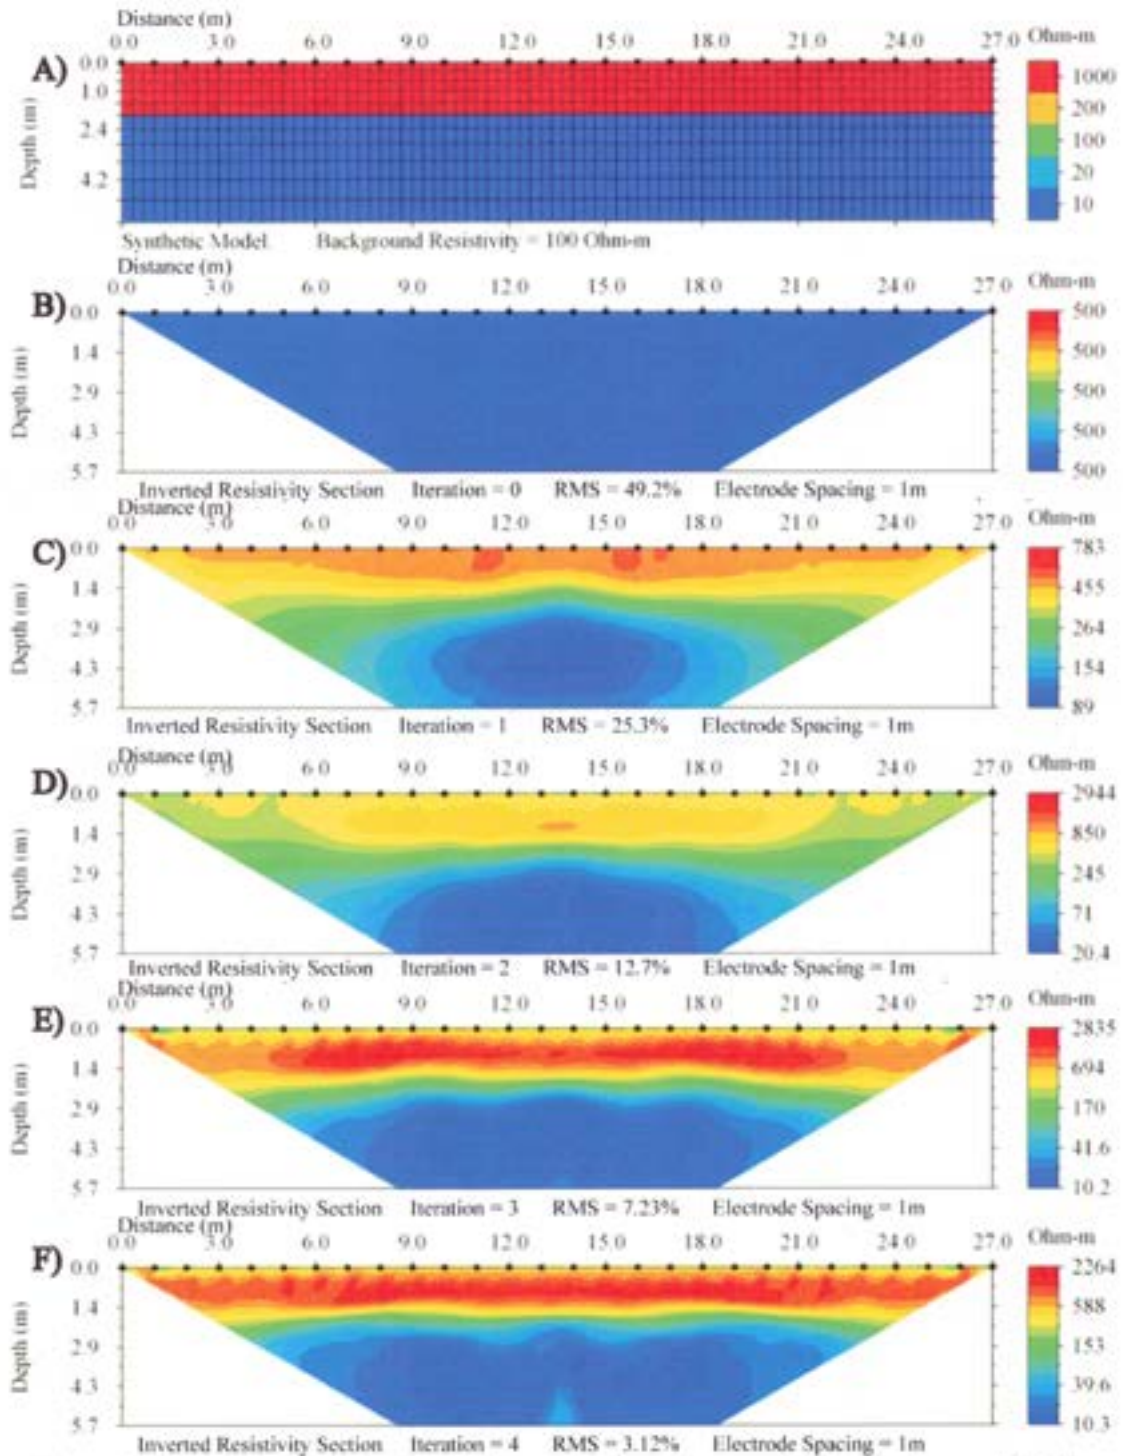 Distance (m)
0.0 3.0 6.0 9.0 12.0 15.0 18.0 21.0 24.0 27.0 Ohm-m
A)
0.0
1.0
2.4
4.2
Depth (m)
1000
200
100
20
10
Synthetic Model Background Resistivity = 100 Ohm-m
Distance (m)
0.0 3.0 6.0 9.0 12.0 15.0 18.0 21.0 24.0 27.0 Ohm-m
B)
0.0
1.4
2.9
4.3
5.7
Depth (m)
500
500
500
500
500
Inverted Resistivity Section Iteration = 0 RMS = 49.2% Electrode Spacing = 1m
Distance (m)
0.0 3.0 6.0 9.0 12.0 15.0 18.0 21.0 24.0 27.0 Ohm-m
C)
0.0
1.4
2.9
4.3
5.7
Depth (m)
783
455
264
154
89
Inverted Resistivity Section Iteration = 1 RMS = 25.3% Electrode Spacing = 1m
Distance (m)
0.0 3.0 6.0 9.0 12.0 15.0 18.0 21.0 24.0 27.0 Ohm-m
D)
0.0
1.4
2.9
4.3
5.7
Depth (m)
2944
850
245
71
20.4
Inverted Resistivity Section Iteration = 2 RMS = 12.7% Electrode Spacing = 1m
Distance (m)
0.0 3.0 6.0 9.0 12.0 15.0 18.0 21.0 24.0 27.0 Ohm-m
E)
0.0
1.4
2.9
4.3
5.7
Depth (m)
2835
694
170
41.6
10.2
Inverted Resistivity Section Iteration = 3 RMS = 7.23% Electrode Spacing = 1m
Distance (m)
0.0 3.0 6.0 9.0 12.0 15.0 18.0 21.0 24.0 27.0 Ohm-m
F)
0.0
1.4
2.9
4.3
5.7
Depth (m)
2264
588
153
39.6
10.3
Inverted Resistivity Section Iteration = 4 RMS = 3.12% Electrode Spacing = 1m